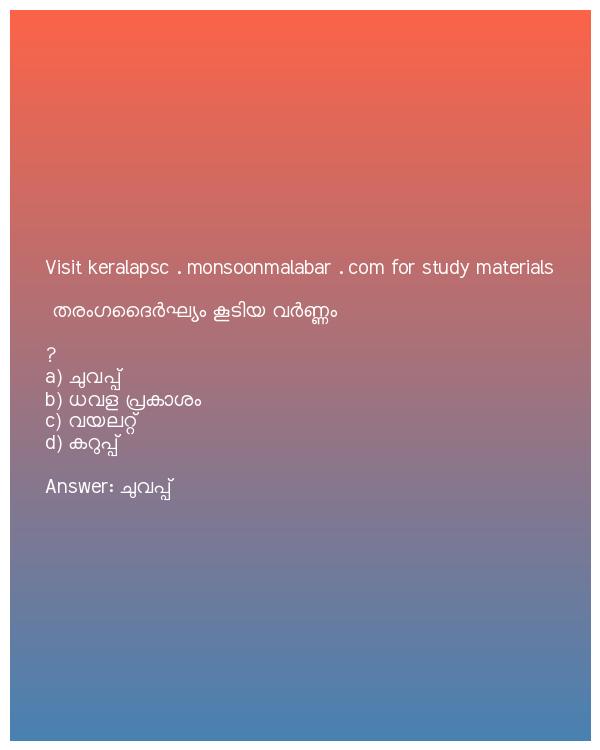 Visit keralapsc . monsoonmalabar . com for study materials
തരംഗദൈർഘ്യം കൂടിയ വർണ്ണം
?
a) ചുവപ്പ്
b) ധവള പ്രകാശം
c) വയലറ്റ്
d) കറുപ്പ്
Answer: ചുവപ്പ്